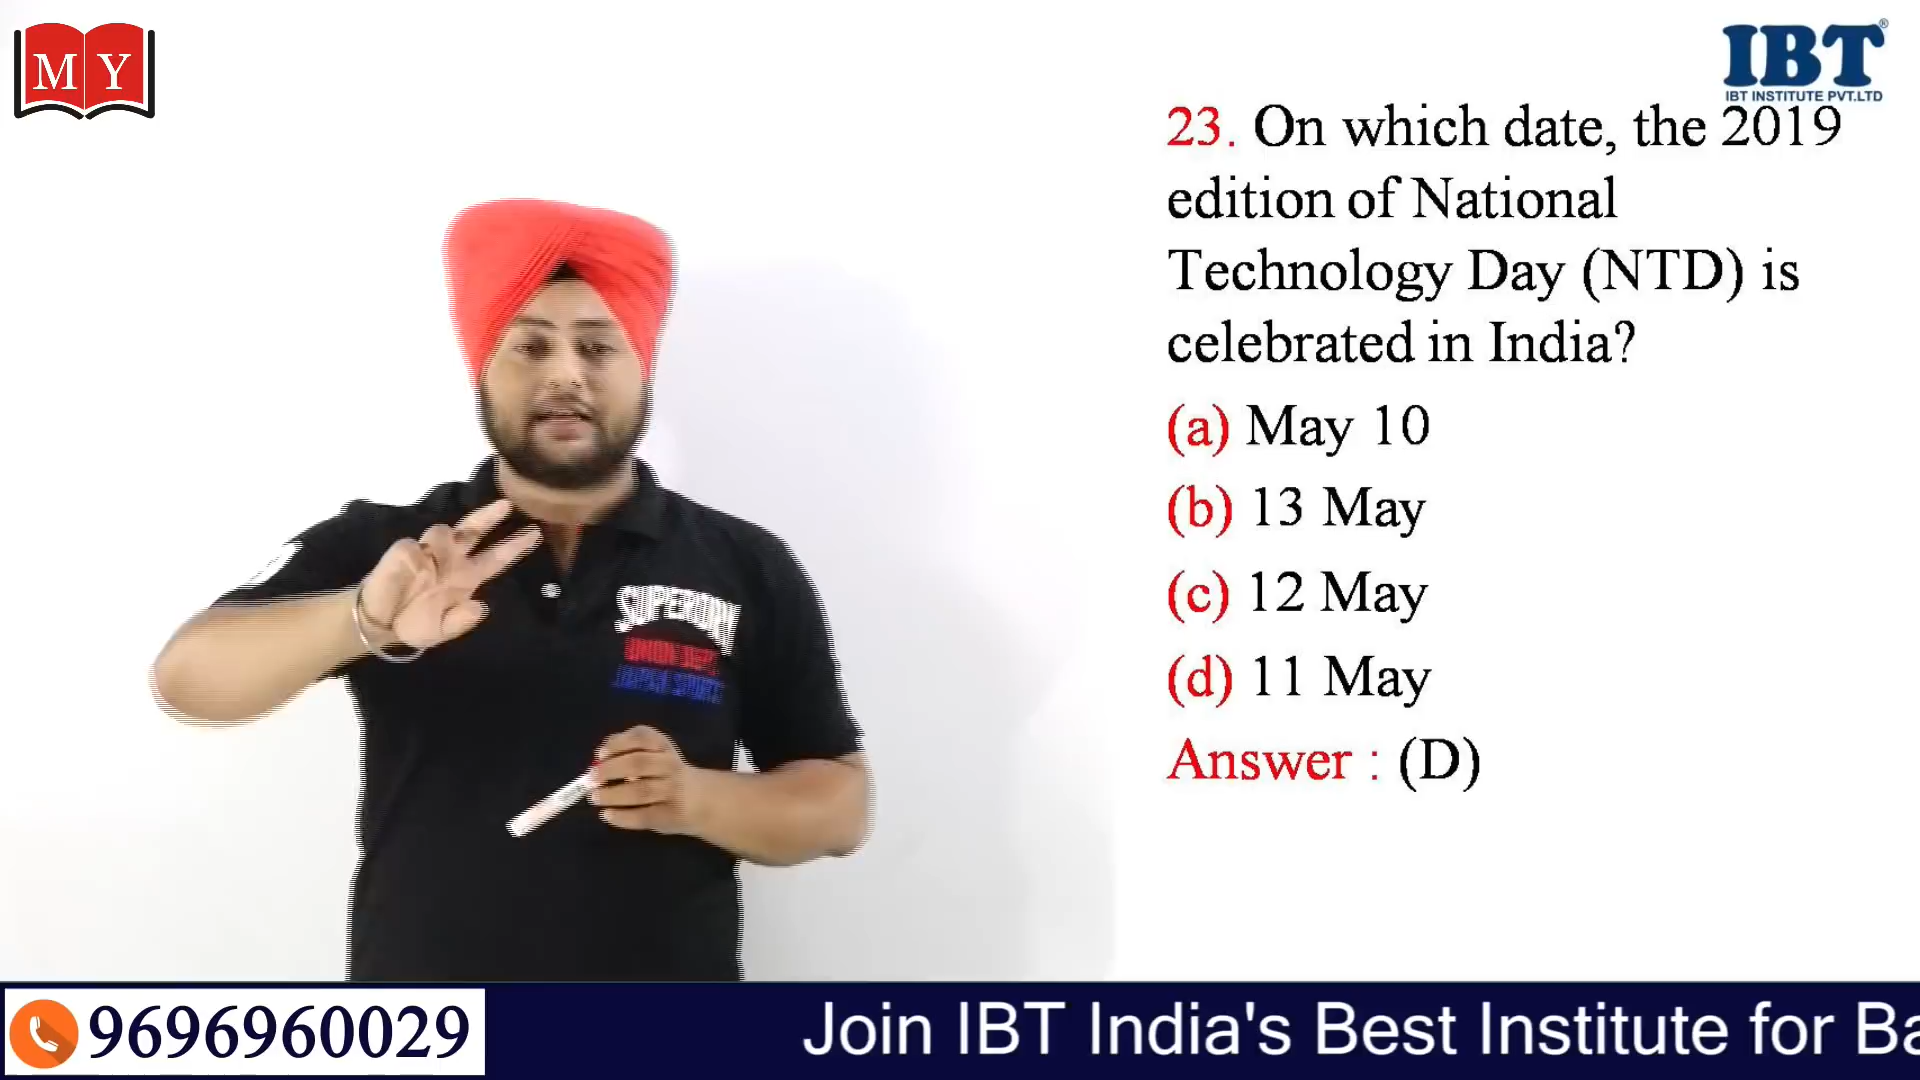 M Y
IBT
IBT INSTITUTE PVT.LTD
23. On which date, the 2019
edition of National
Technology Day (NTD) is
celebrated in India?
(a) May 10
(b) 13 May
(c) 12 May
(d) 11 May
Answer : (D)
SUPERDRY
9696960029
Join IBT India's Best Institute for Ba